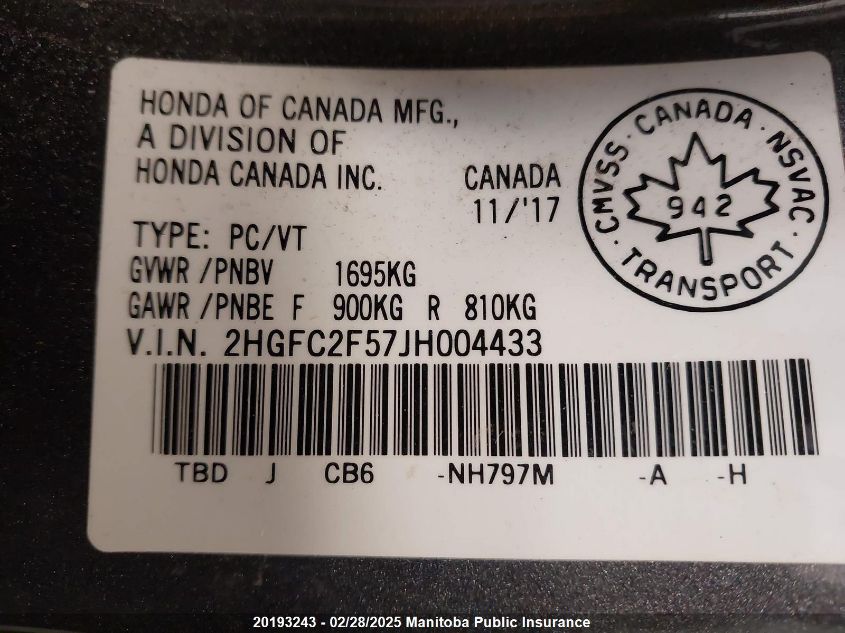 HONDA OF CANADA MFG.,
A DIVISION OF
HONDA CANADA INC. CANADA
11/'17
CMVSS · CANADA · NSVAC · TRANSPORT ·
942
TYPE: PC/VT
GVWR /PNBV 1695KG
GAWR /PNBE F 900KG R 810KG
V.I.N. 2HGFC2F57JH004433
TBD J CB6 -NH797M -A -H
20193243 - 02/28/2025 Manitoba Public Insurance